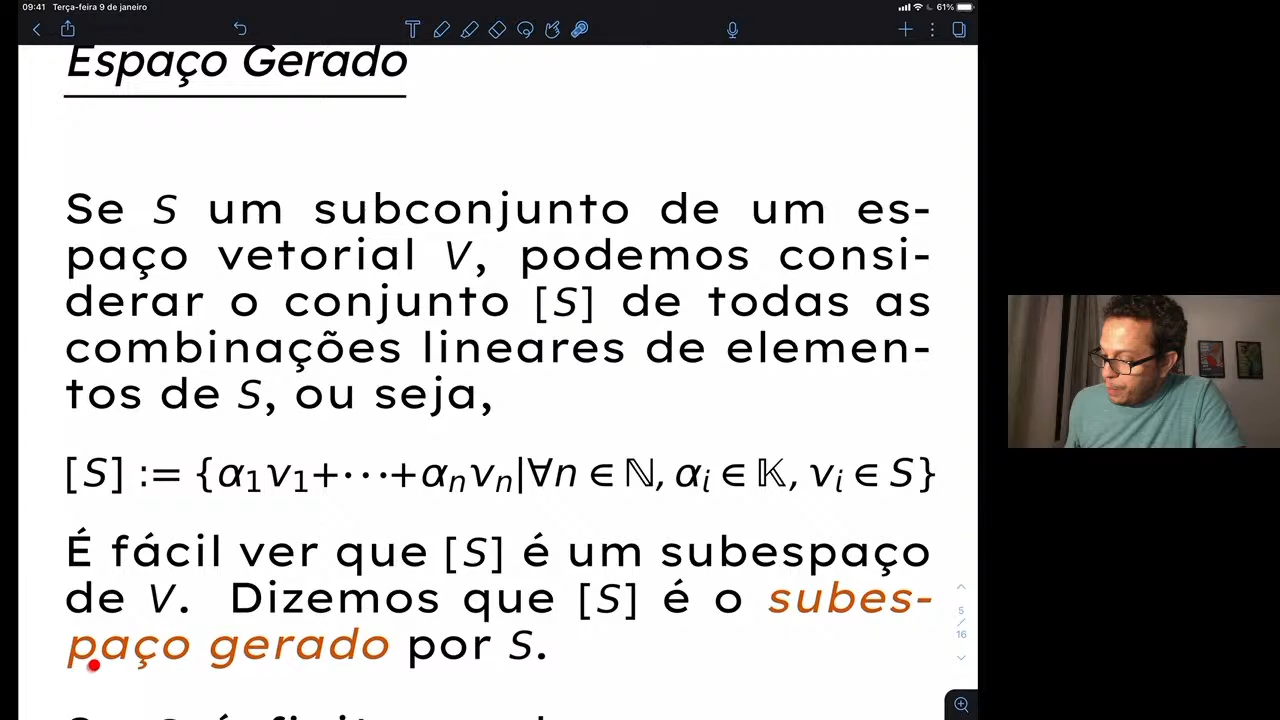 09:41 Terça-feira 9 de janeiro
61%
Espaço Gerado
Se S um subconjunto de um es-
paço vetorial V, podemos consi-
derar o conjunto [S] de todas as
combinações lineares de elemen-
tos de S, ou seja,
[S] := {α₁v₁+···+αₙvₙ|∀n ∈ ℕ, αᵢ ∈ 𝕂, vᵢ ∈ S}
É fácil ver que [S] é um subespaço
de V. Dizemos que [S] é o subes-
paço gerado por S.
5
/
16